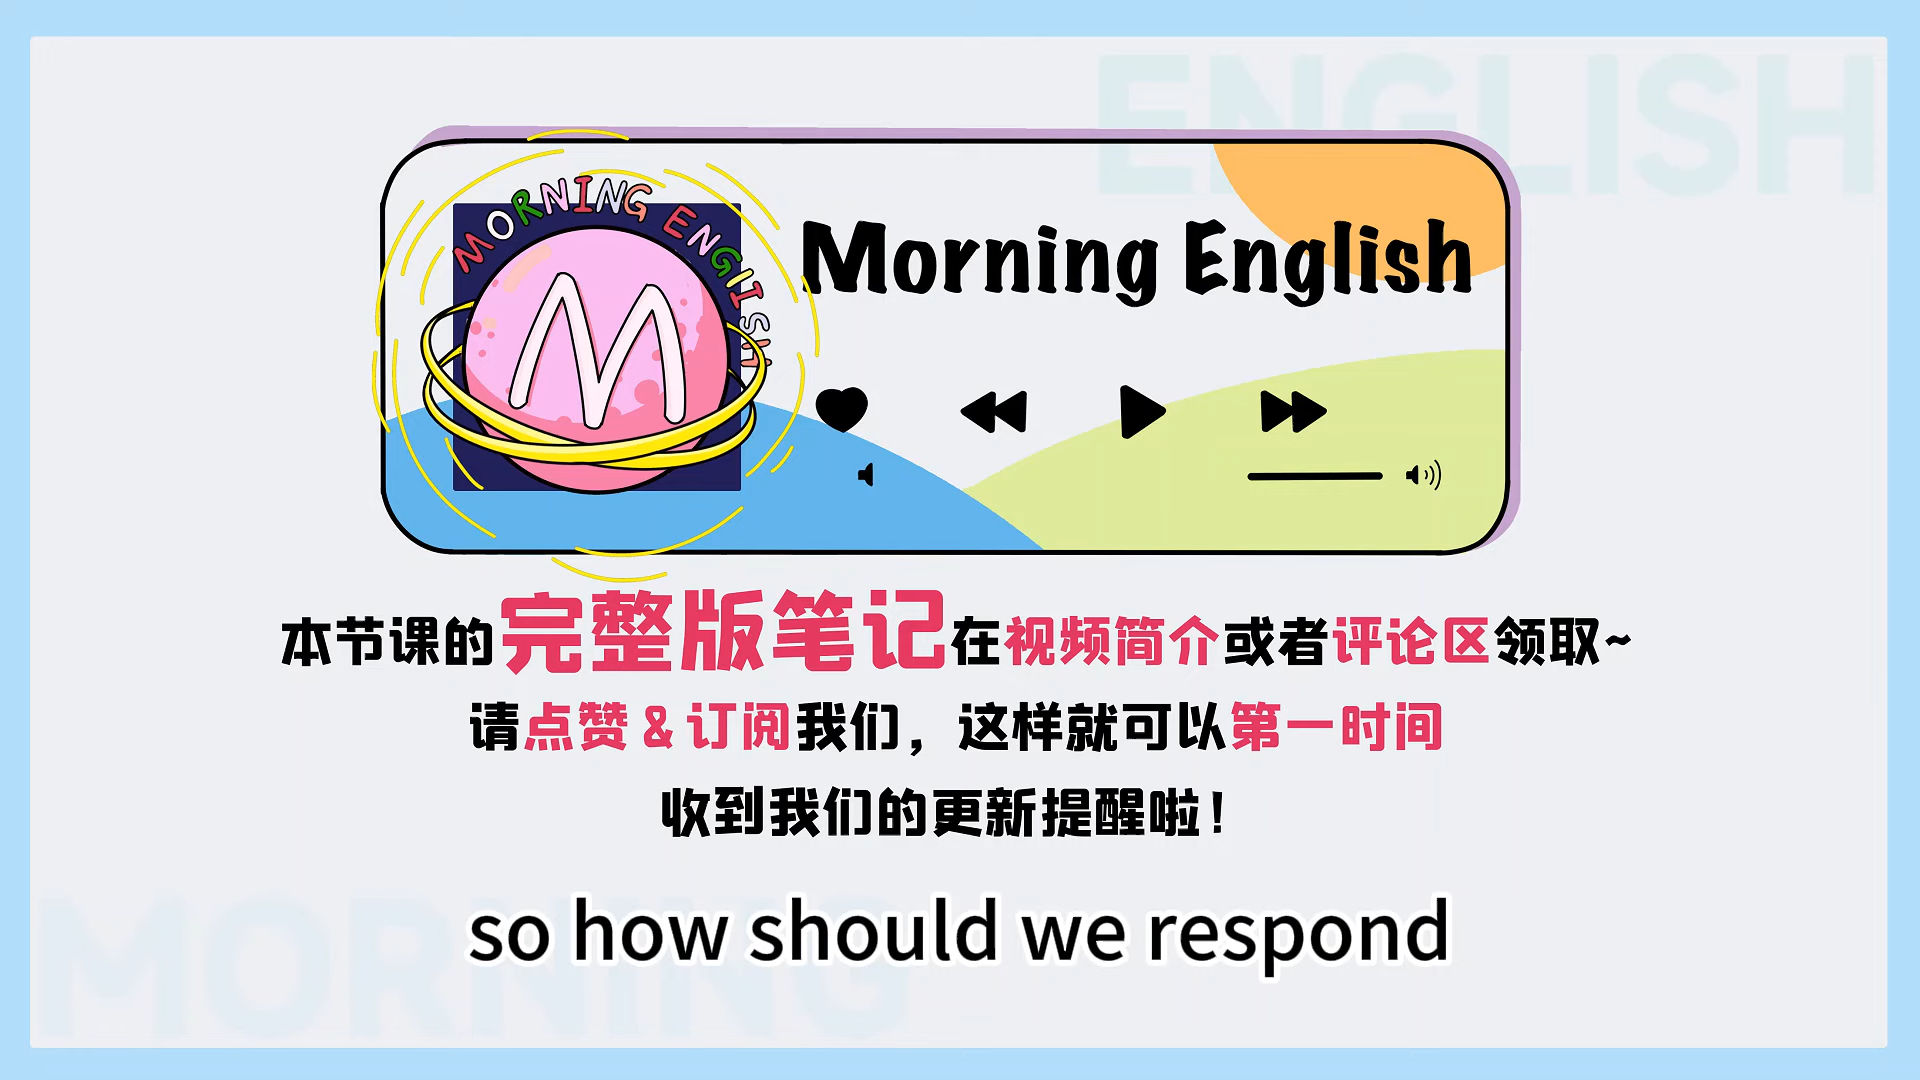 ENGLISH
MORNING ENGLISH
M
Morning English
本节课的完整版笔记在视频简介或者评论区领取~
请点赞&订阅我们，这样就可以第一时间
收到我们的更新提醒啦！
MORNING
so how should we respond